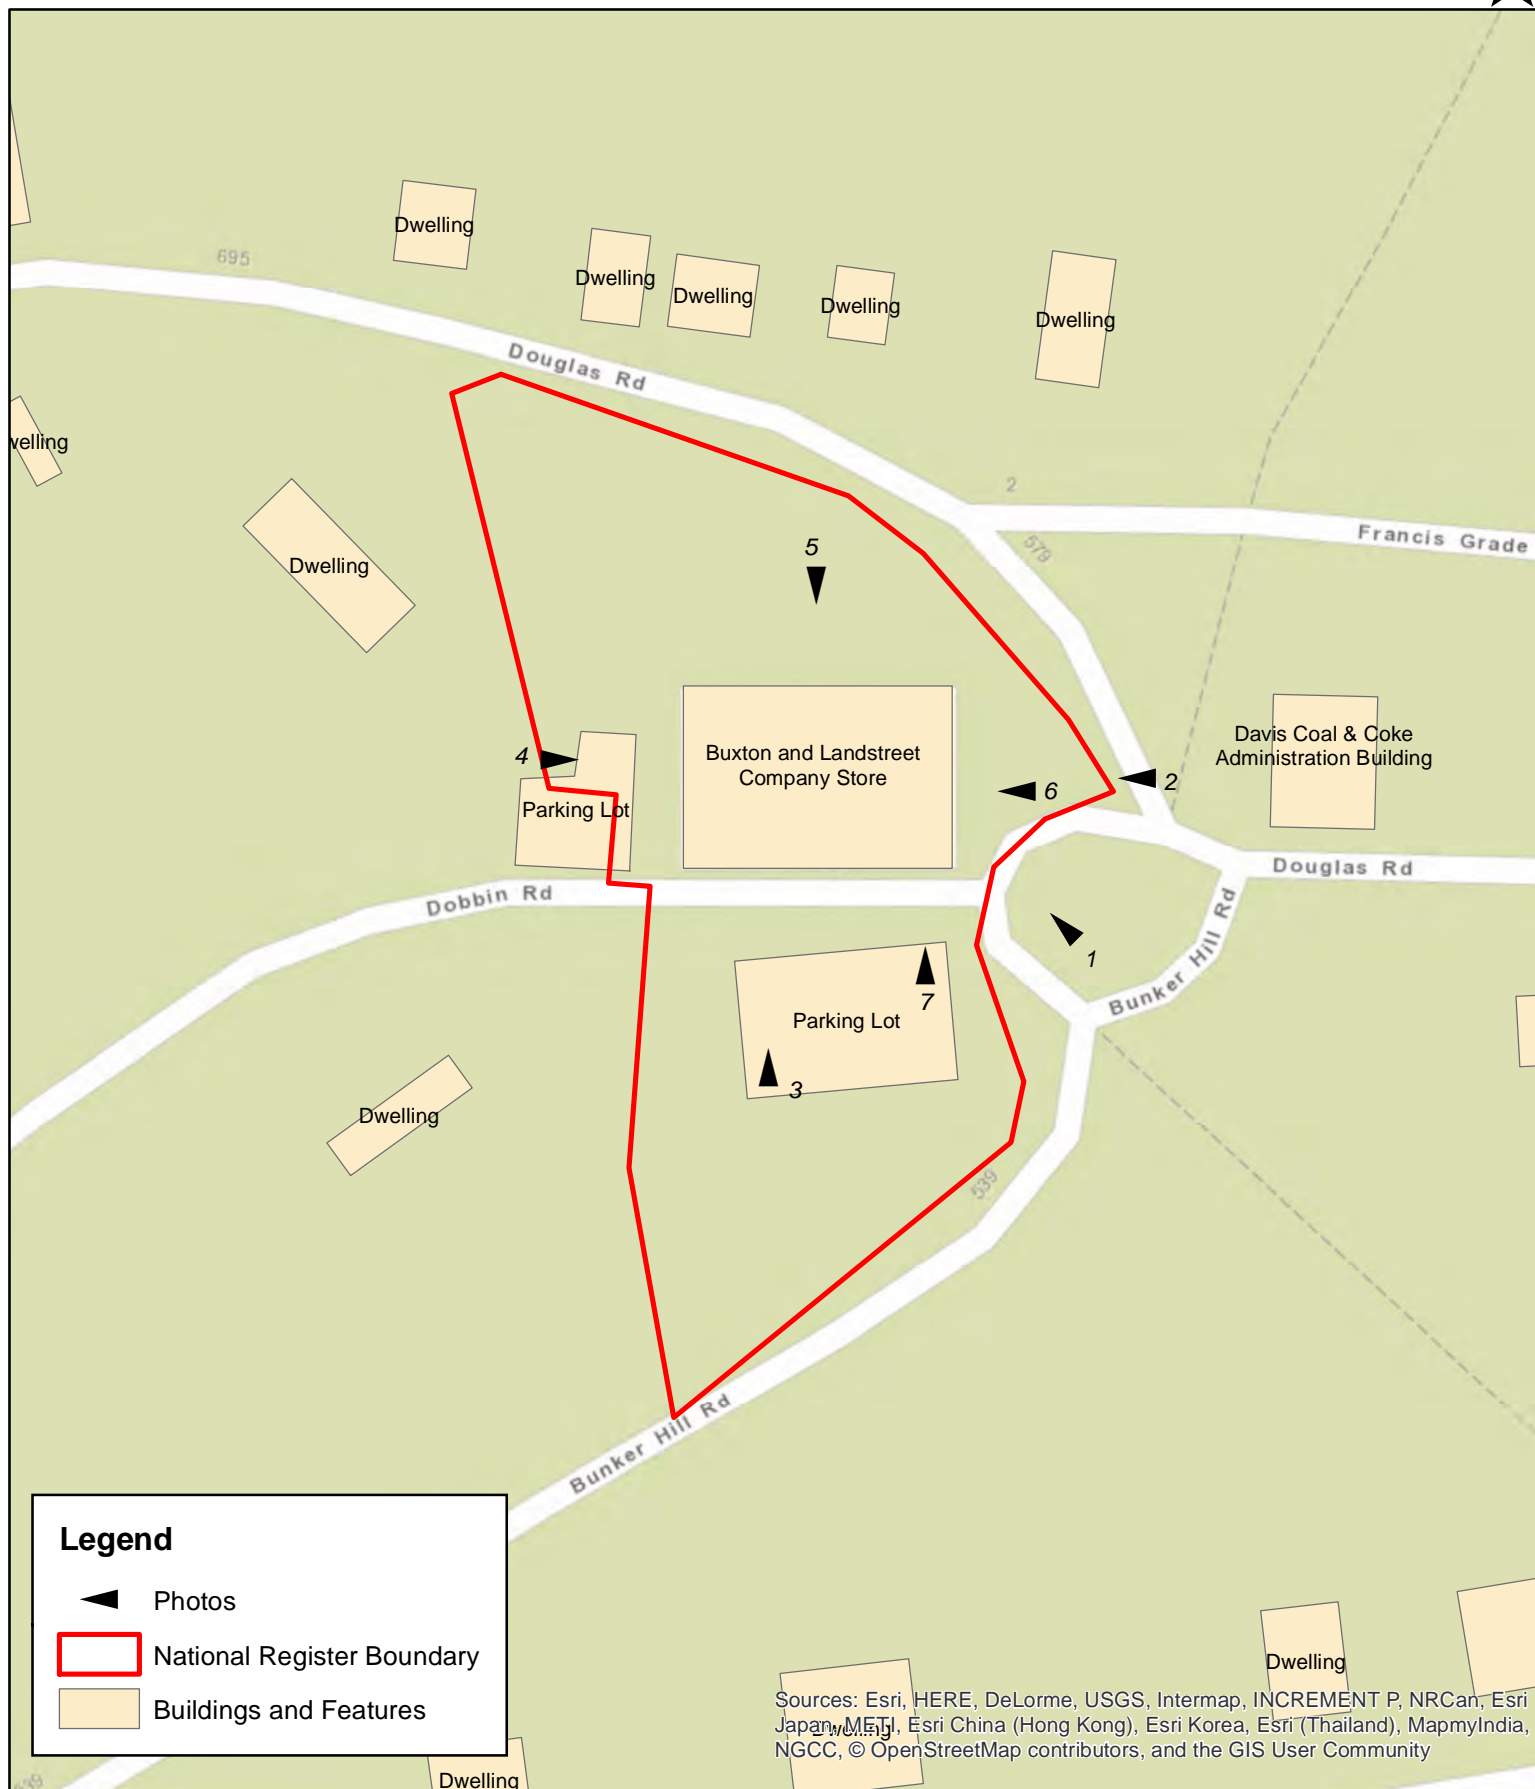 Dwelling
Dwelling
Dwelling
Dwelling
Dwelling
695
Douglas Rd
welling
2
Francis Grade
579
5
Dwelling
Davis Coal & Coke
Administration Building
Buxton and Landstreet
Company Store
4
2
6
Parking Lot
Douglas Rd
Dobbin Rd
Bunker Hill Rd
1
7
Parking Lot
3
Dwelling
539
Bunker Hill Rd
Legend
Photos
National Register Boundary
Buildings and Features
Dwelling
Sources: Esri, HERE, DeLorme, USGS, Intermap, INCREMENT P, NRCan, Esri
Japan, METI, Esri China (Hong Kong), Esri Korea, Esri (Thailand), MapmyIndia,
NGCC, © OpenStreetMap contributors, and the GIS User Community
Dwelling
Dwelling
539